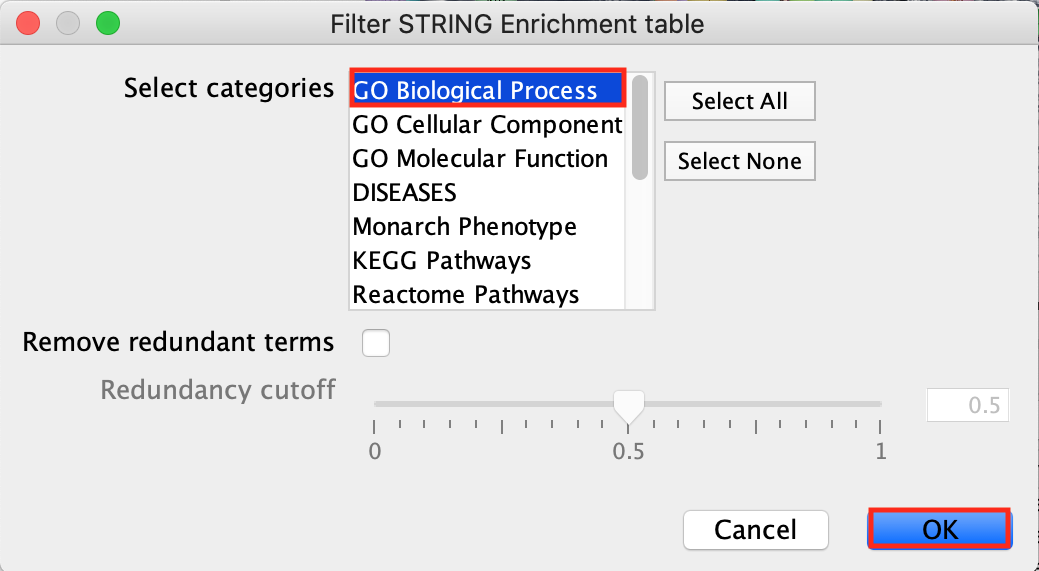 Filter STRING Enrichment table
Select categories
GO Biological Process
GO Cellular Component
GO Molecular Function
DISEASES
Monarch Phenotype
KEGG Pathways
Reactome Pathways
Select All
Select None
Remove redundant terms
Redundancy cutoff
0.5
0 0.5 1
Cancel OK